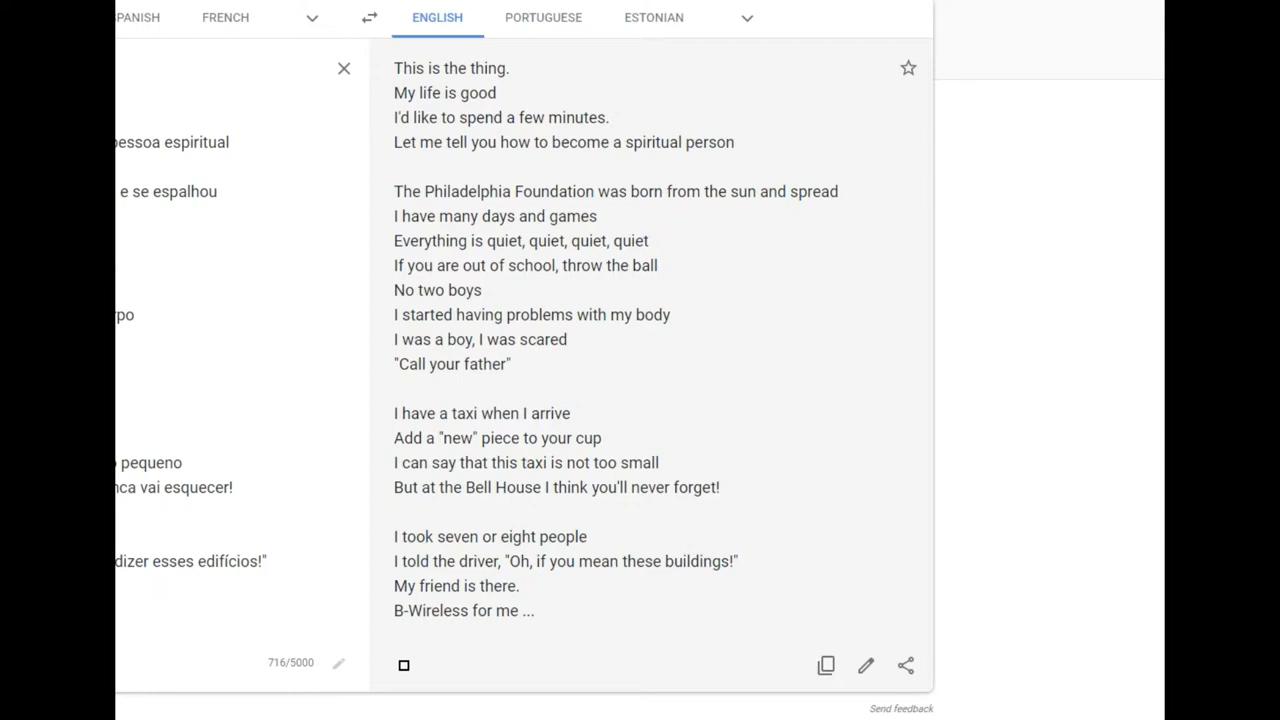 SPANISH
FRENCH
ENGLISH
PORTUGUESE
ESTONIAN
pessoa espiritual
e se espalhou
rpo
pequeno
nca vai esquecer!
dizer esses edifícios!"
716/5000
This is the thing.
My life is good
I'd like to spend a few minutes.
Let me tell you how to become a spiritual person
The Philadelphia Foundation was born from the sun and spread
I have many days and games
Everything is quiet, quiet, quiet, quiet
If you are out of school, throw the ball
No two boys
I started having problems with my body
I was a boy, I was scared
"Call your father"
I have a taxi when I arrive
Add a "new" piece to your cup
I can say that this taxi is not too small
But at the Bell House I think you'll never forget!
I took seven or eight people
I told the driver, "Oh, if you mean these buildings!"
My friend is there.
B-Wireless for me ...
Send feedback